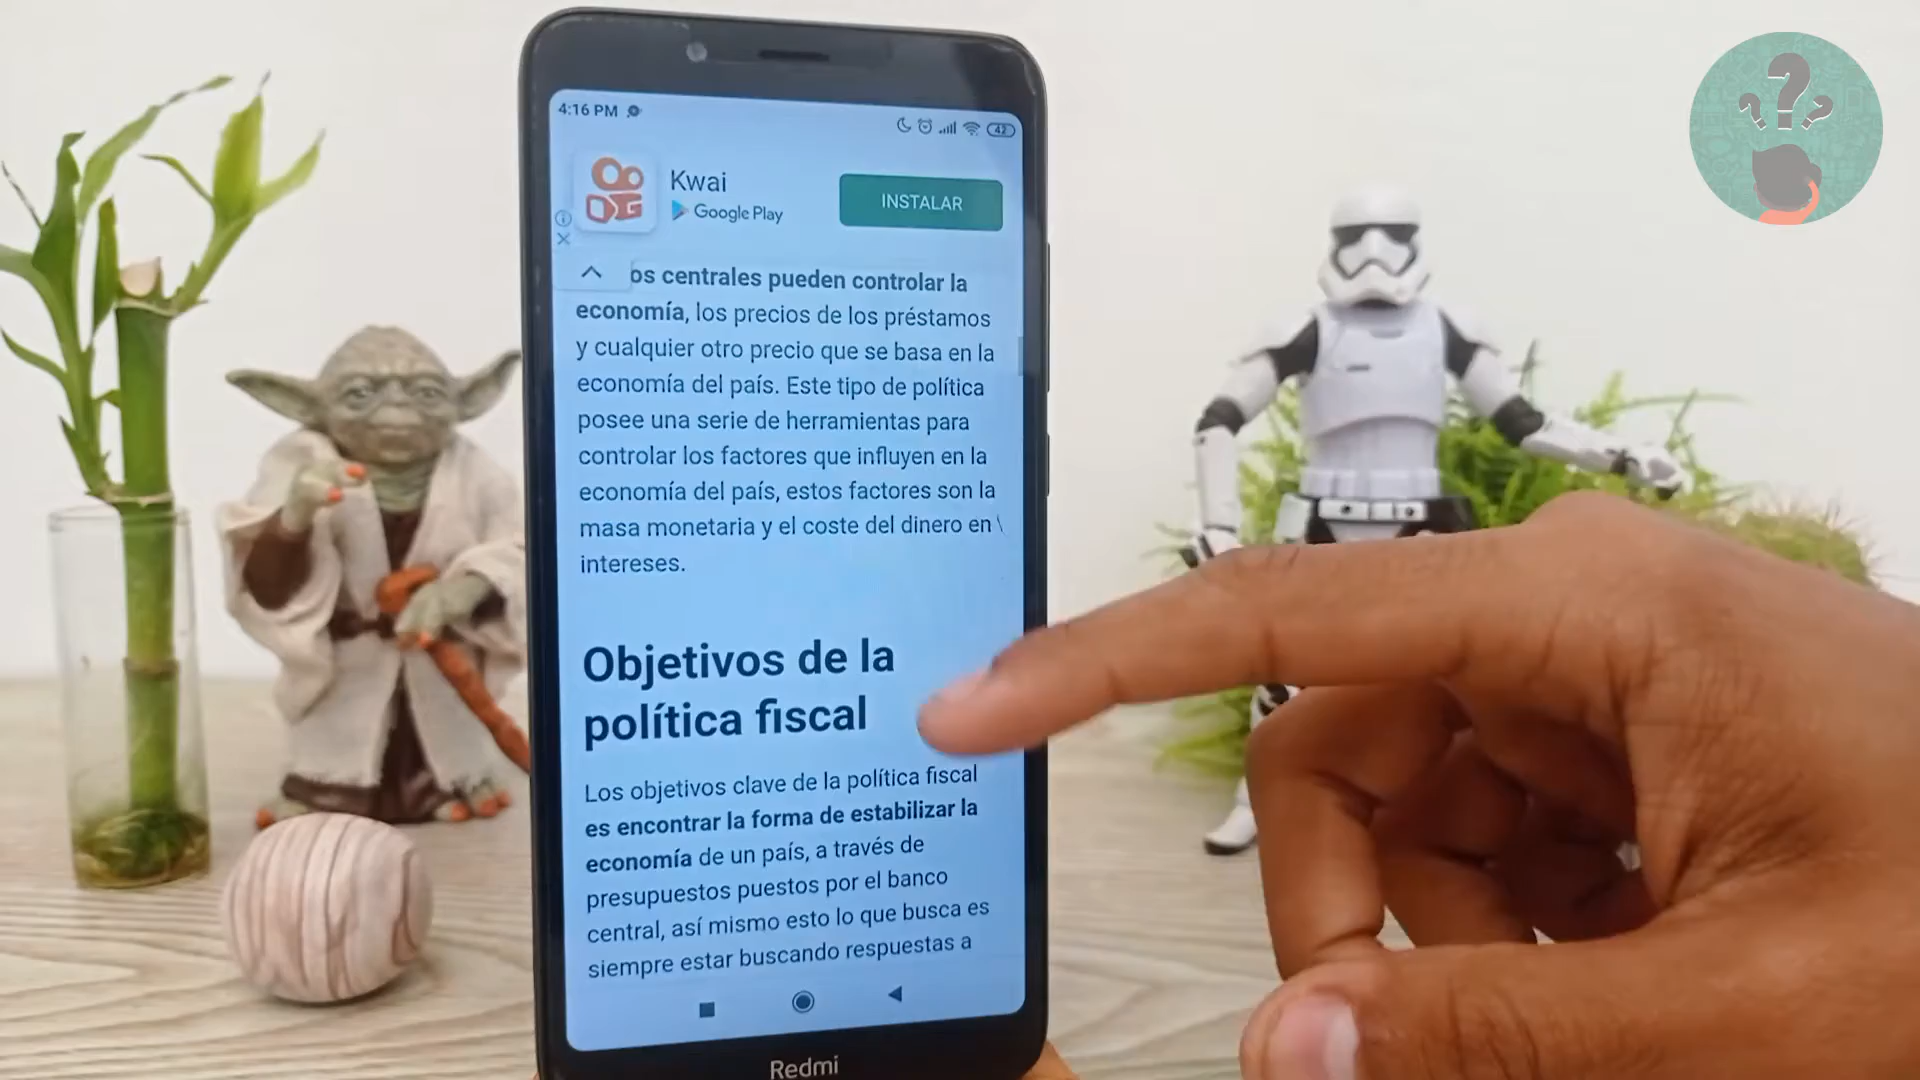 4:16 PM
42
Kwai
Google Play
INSTALAR
os centrales pueden controlar la
economía, los precios de los préstamos
y cualquier otro precio que se basa en la
economía del país. Este tipo de política
posee una serie de herramientas para
controlar los factores que influyen en la
economía del país, estos factores son la
masa monetaria y el coste del dinero en \
intereses.
Objetivos de la
política fiscal
Los objetivos clave de la política fiscal
es encontrar la forma de estabilizar la
economía de un país, a través de
presupuestos puestos por el banco
central, así mismo esto lo que busca es
siempre estar buscando respuestas a
Redmi
???